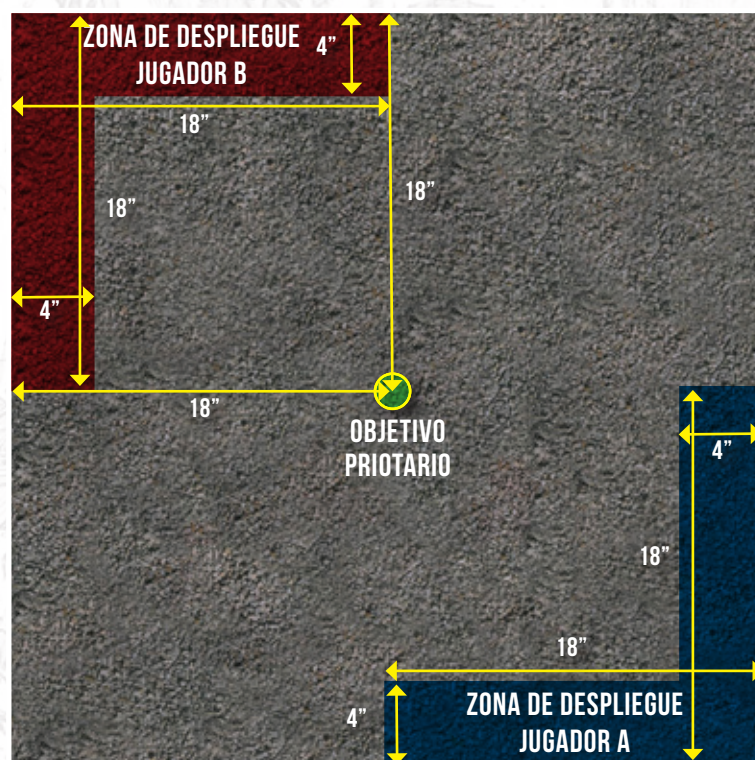 ZONA DE DESPLIEGUE
JUGADOR B
4”
18”
18”
18”
4”
18”
OBJETIVO
PRIOTARIO
4”
18”
18”
4”
ZONA DE DESPLIEGUE
JUGADOR A